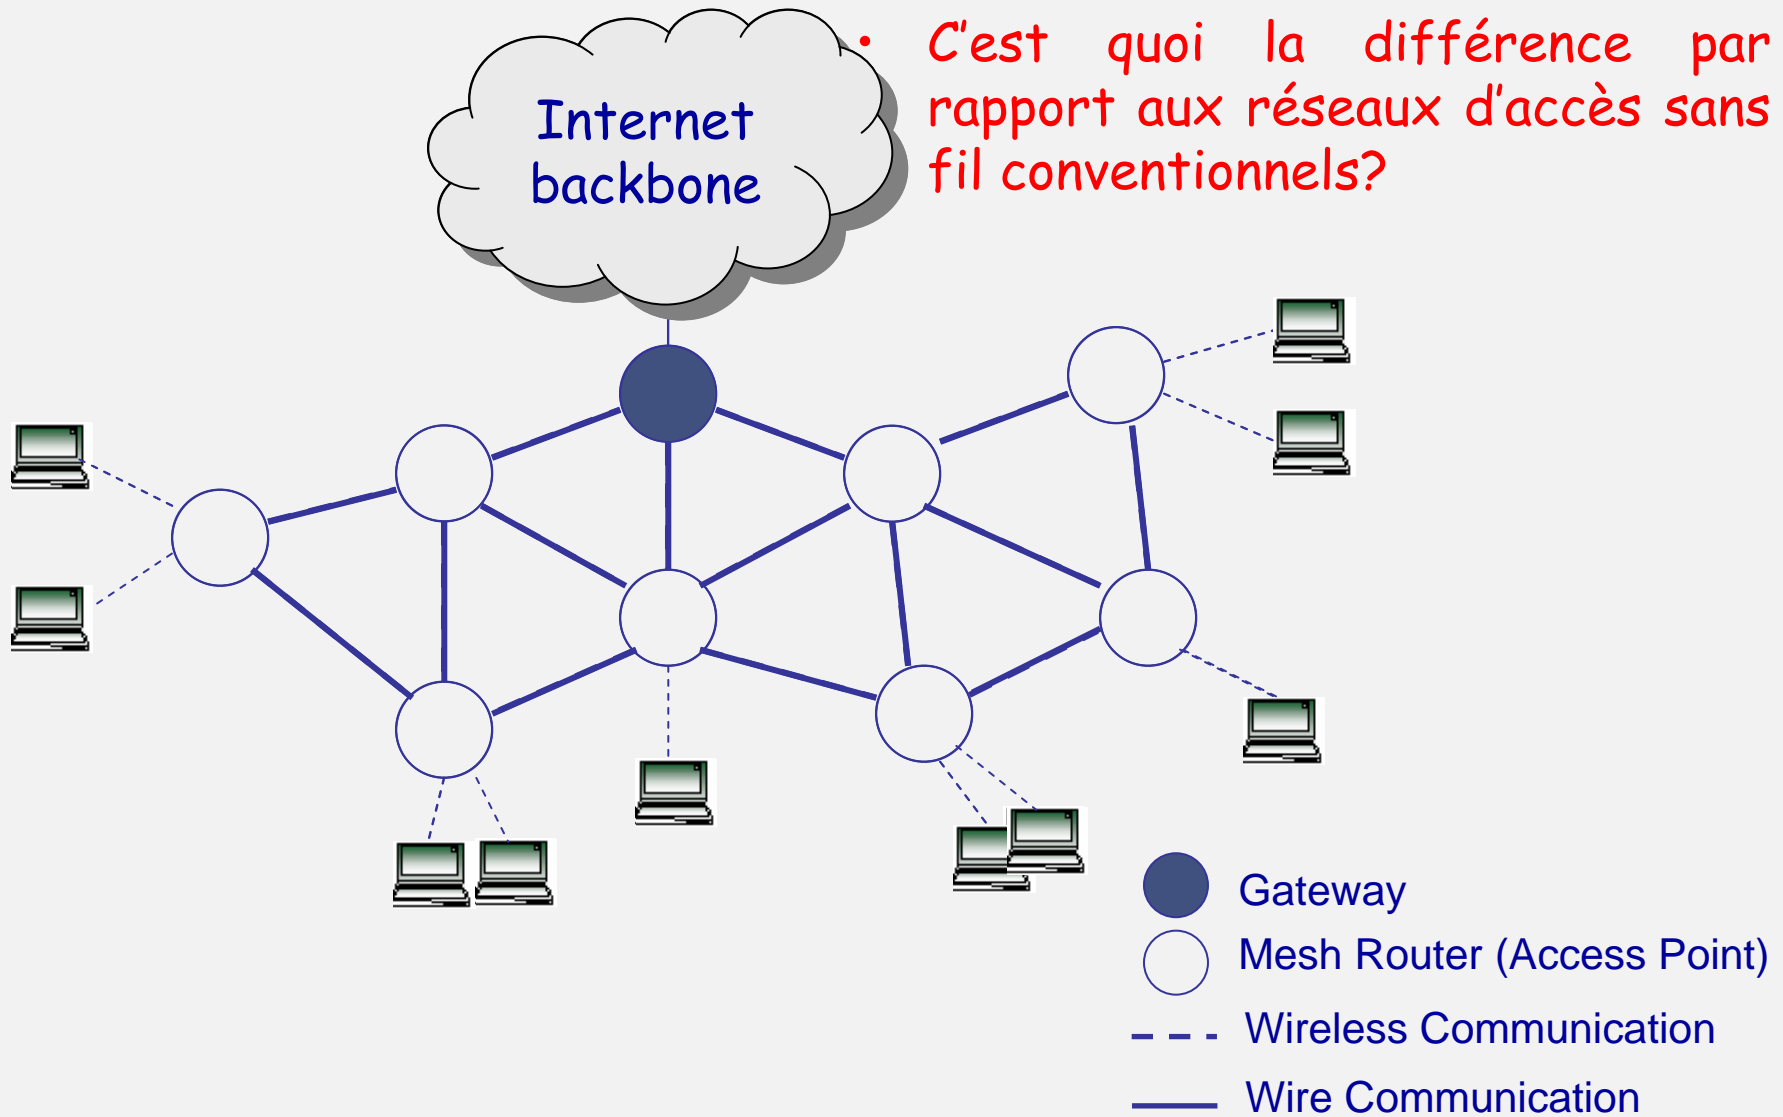 Internet
backbone
• C'est quoi la différence par
rapport aux réseaux d'accès sans
fil conventionnels?
Gateway
Mesh Router (Access Point)
Wireless Communication
Wire Communication